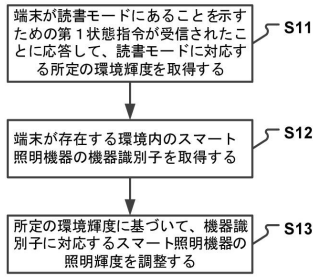 端末が読書モードにあることを示す
ための第1状態指令が受信されたこ
とに応答して、読書モードに対応す
る所定の環境輝度を取得する
S11
端末が存在する環境内のスマート
照明機器の機器識別子を取得する
S12
所定の環境輝度に基づいて、機器識
別子に対応するスマート照明機器の
照明輝度を調整する
S13